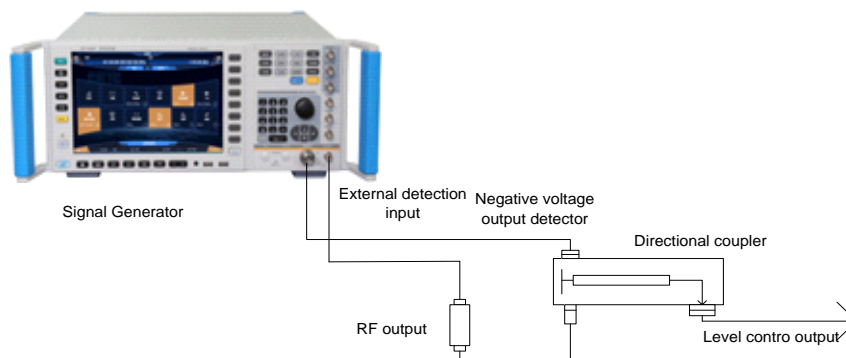 Signal Generator
External detection
input
Negative voltage
output detector
Directional coupler
RF output
Level contro output